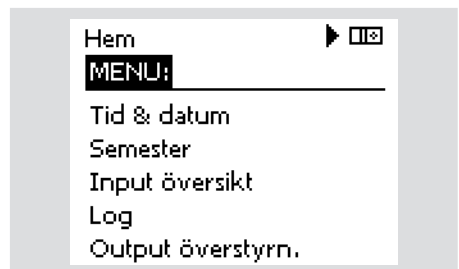 Hem
MENU:
Tid & datum
Semester
Input översikt
Log
Output överstyrn.